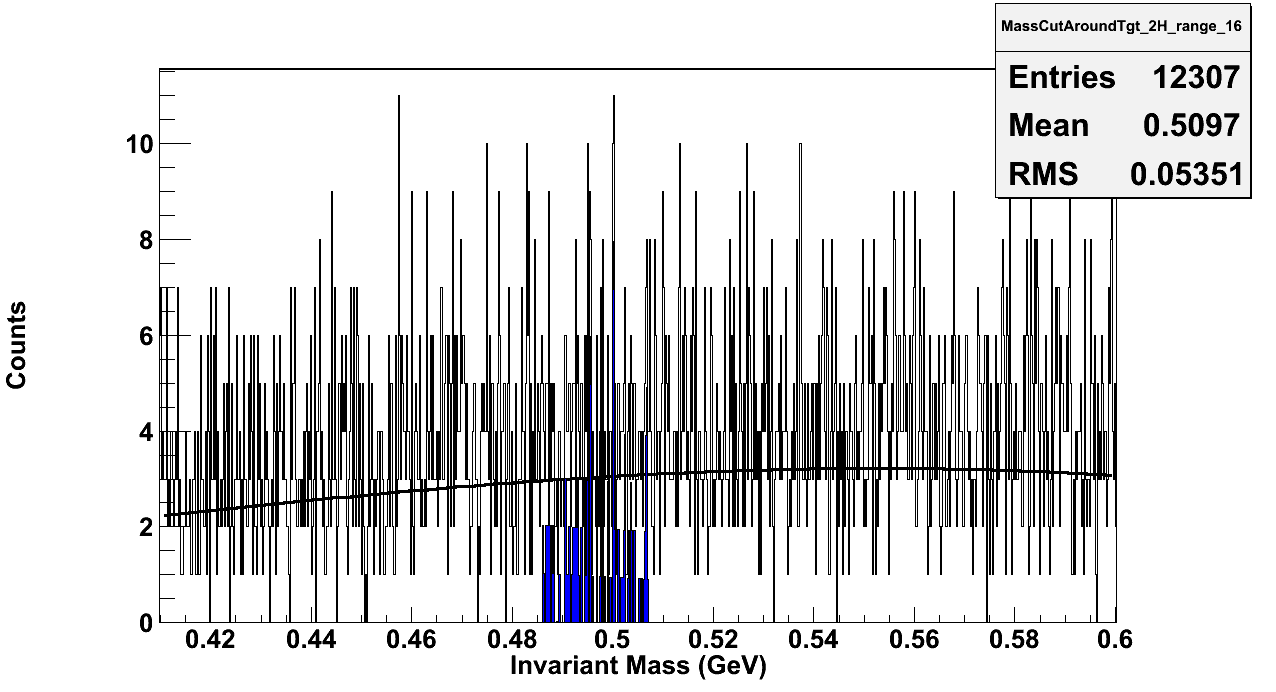 MassCutAroundTgt_2H_range_16
Entries 12307
Mean 0.5097
RMS 0.05351
10
8
6
4
2
0
Counts
0.42 0.44 0.46 0.48 0.5 0.52 0.54 0.56 0.58 0.6
Invariant Mass (GeV)